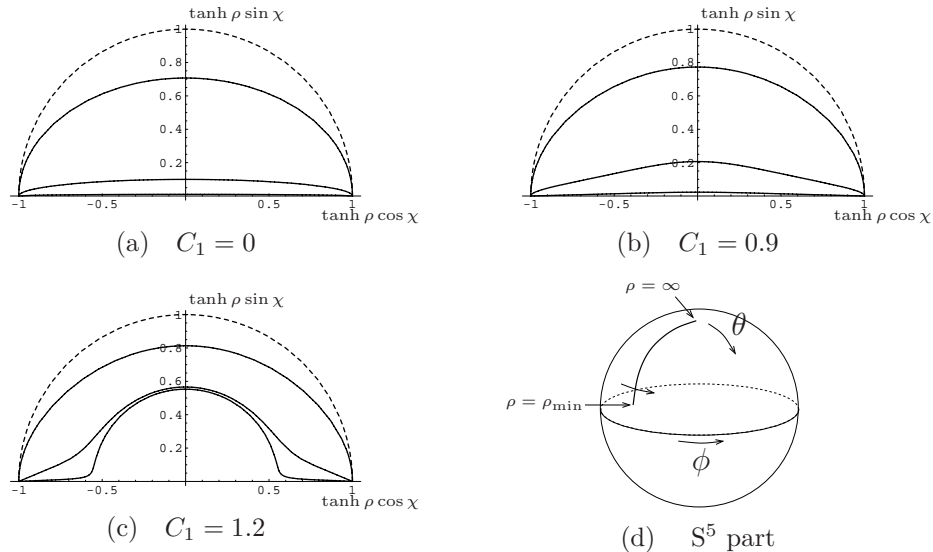 tanh ρ sin χ
1
0.8
0.6
0.4
0.2
-1 -0.5 0.5 1
tanh ρ cos χ
(a) C₁ = 0
tanh ρ sin χ
1
0.8
0.6
0.4
0.2
-1 -0.5 0.5 1
tanh ρ cos χ
(b) C₁ = 0.9
tanh ρ sin χ
1
0.8
0.6
0.4
0.2
-1 -0.5 0.5 1
tanh ρ cos χ
(c) C₁ = 1.2
ρ = ∞
θ
ρ = ρ_min
ϕ
(d) S⁵ part